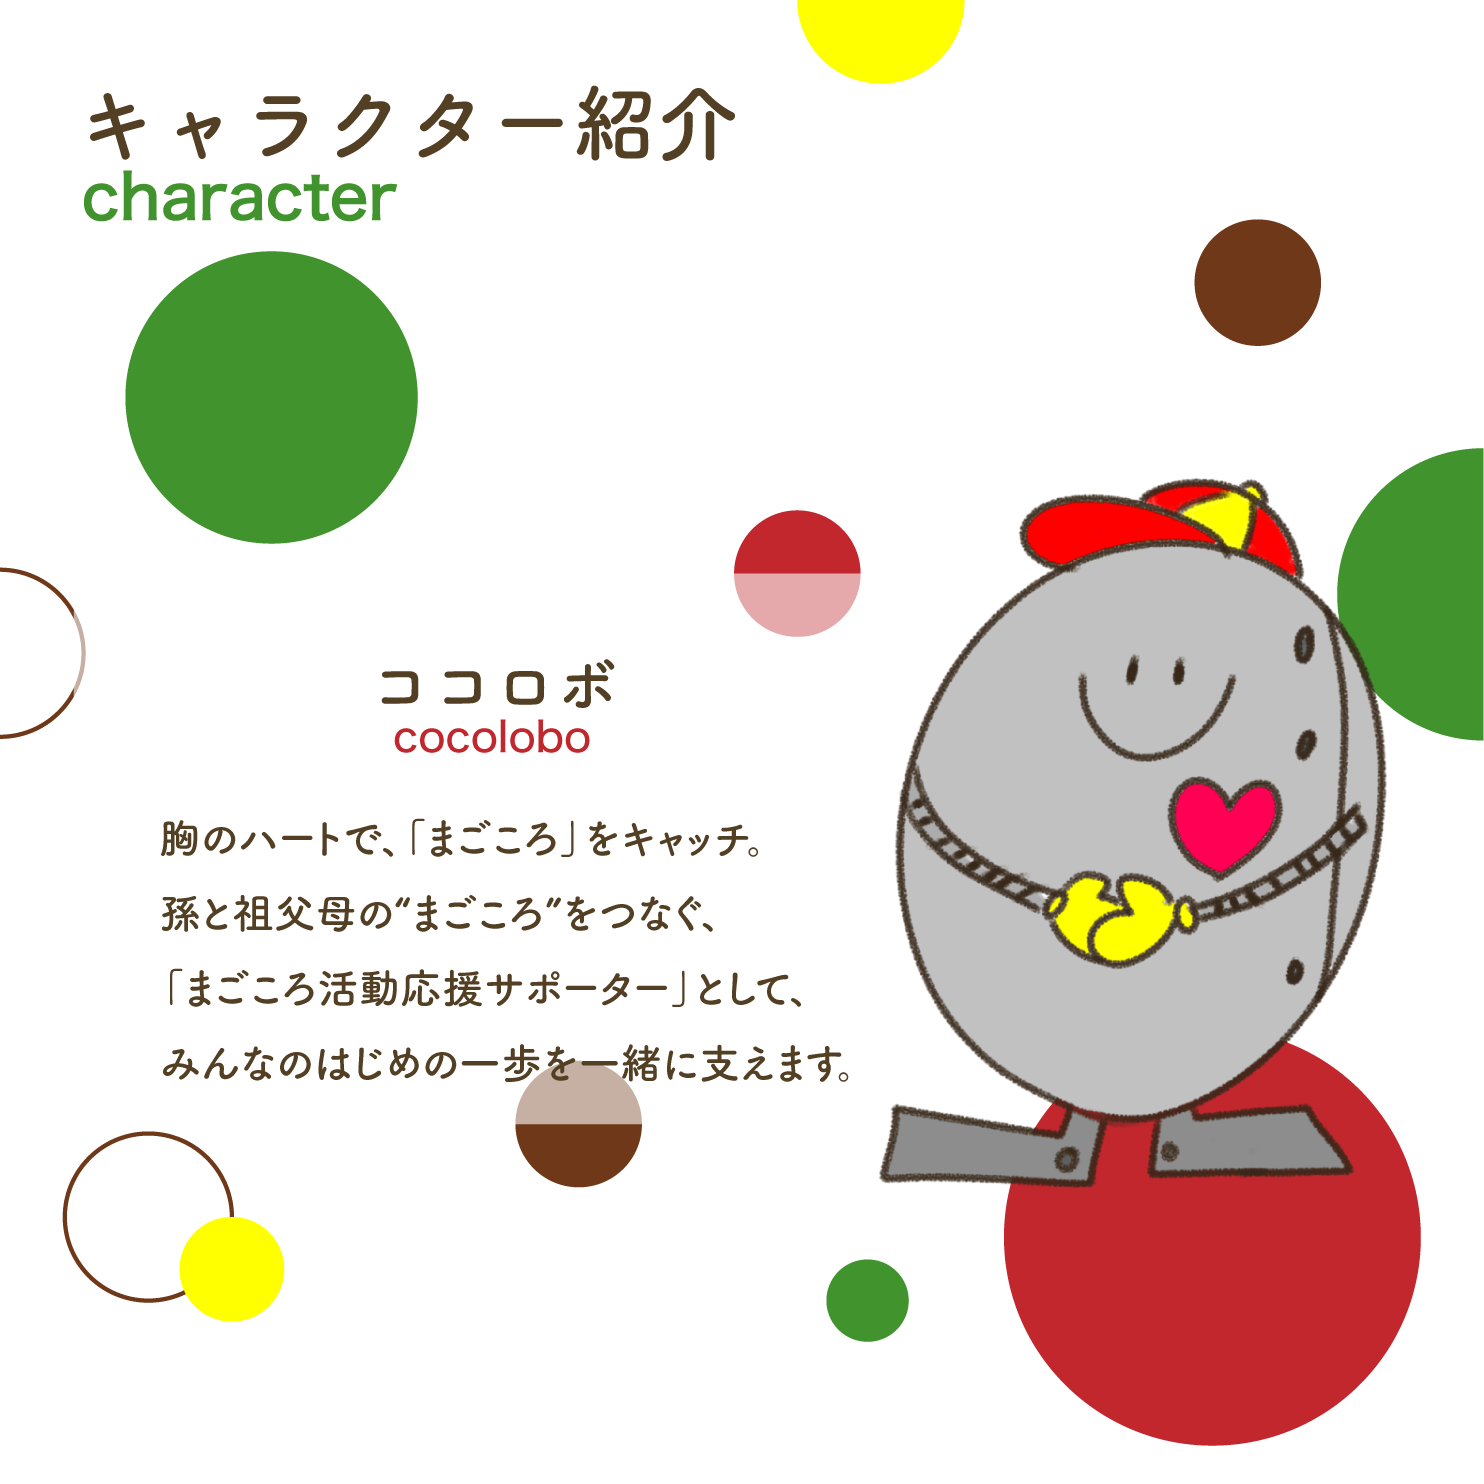 キャラクター紹介
character
ココロボ
cocolobo
胸のハートで、「まごころ」をキャッチ。
孫と祖父母の“まごころ”をつなぐ、
「まごころ活動応援サポーター」として、
みんなのはじめの一歩を一緒に支えます。